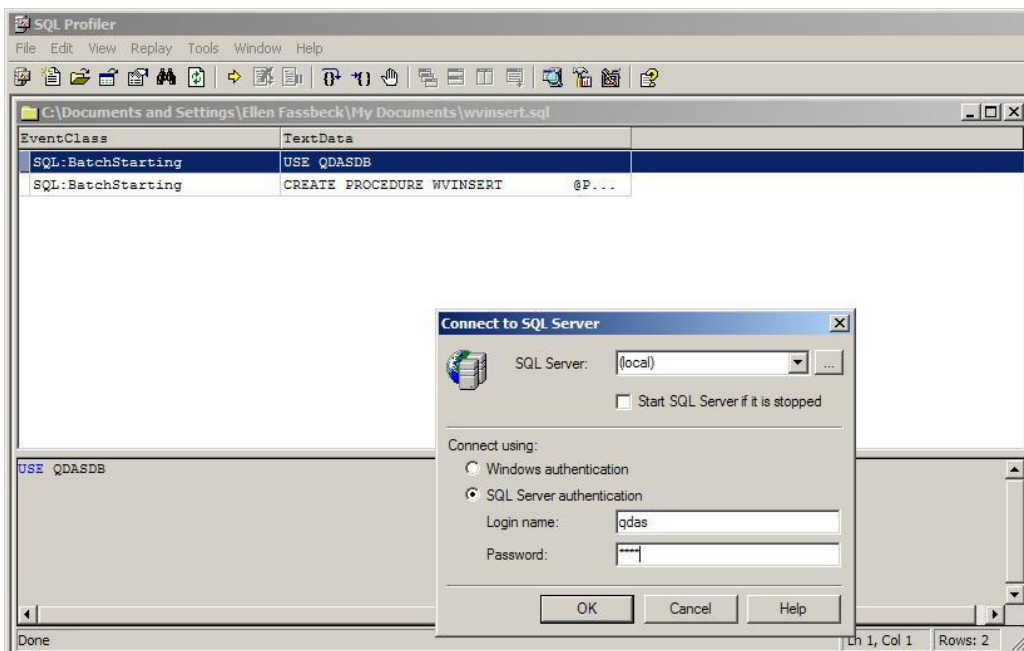 SQL Profiler
File Edit View Replay Tools Window Help
C:\Documents and Settings\Ellen Fassbeck\My Documents\wvinsert.sql
EventClass TextData
SQL:BatchStarting USE QDASDB
SQL:BatchStarting CREATE PROCEDURE WVINSERT @P...
Connect to SQL Server
SQL Server: (local) ...
Start SQL Server if it is stopped
Connect using:
Windows authentication
SQL Server authentication
Login name: qdas
Password: ****
OK Cancel Help
USE QDASDB
Done Ln 1, Col 1 Rows: 2